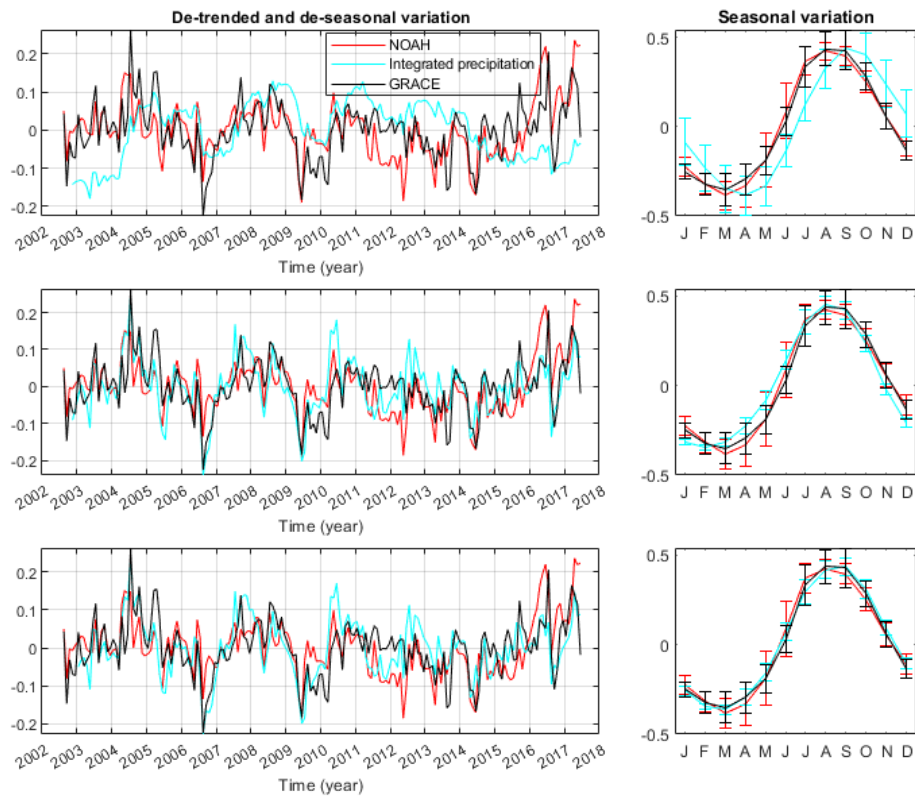 De-trended and de-seasonal variation
Seasonal variation
NOAH
Integrated precipitation
GRACE
0.2
0.1
0
-0.1
-0.2
2002 2003 2004 2005 2006 2007 2008 2009 2010 2011 2012 2013 2014 2015 2016 2017 2018
Time (year)
0.5
0
-0.5
J F M A M J J A S O N D
0.2
0.1
0
-0.1
-0.2
2002 2003 2004 2005 2006 2007 2008 2009 2010 2011 2012 2013 2014 2015 2016 2017 2018
Time (year)
0.5
0
-0.5
J F M A M J J A S O N D
0.2
0.1
0
-0.1
-0.2
2002 2003 2004 2005 2006 2007 2008 2009 2010 2011 2012 2013 2014 2015 2016 2017 2018
Time (year)
0.5
0
-0.5
J F M A M J J A S O N D